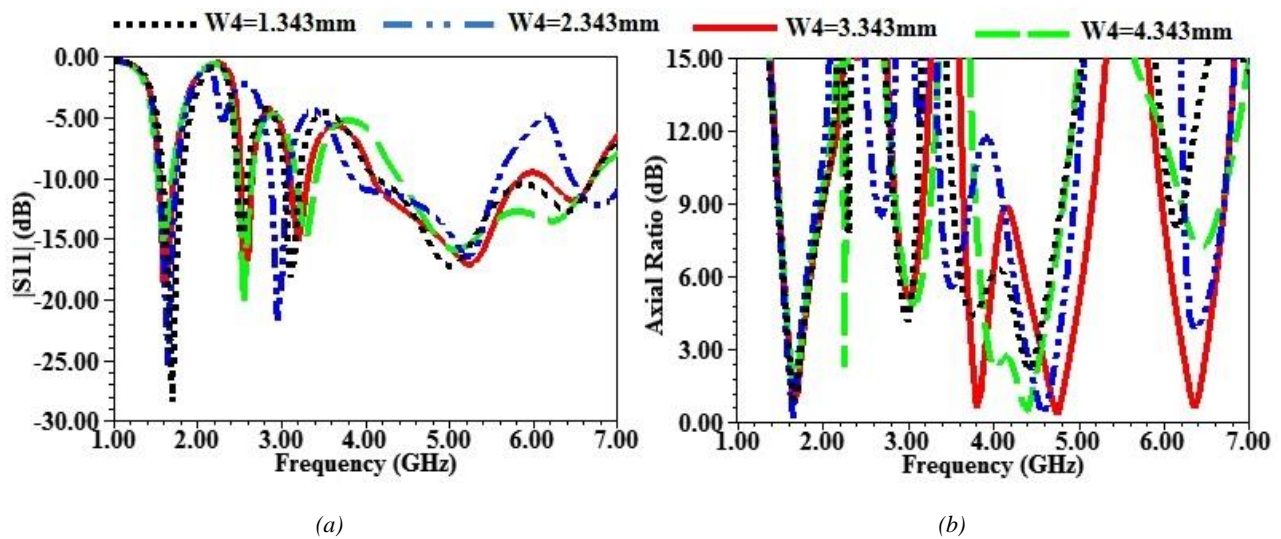 W4=1.343mm W4=2.343mm W4=3.343mm W4=4.343mm
0.00
-5.00
-10.00
-15.00
-20.00
-25.00
-30.00
|S11| (dB)
1.00 2.00 3.00 4.00 5.00 6.00 7.00
Frequency (GHz)
(a)
15.00
12.00
9.00
6.00
3.00
0.00
Axial Ratio (dB)
1.00 2.00 3.00 4.00 5.00 6.00 7.00
Frequency (GHz)
(b)